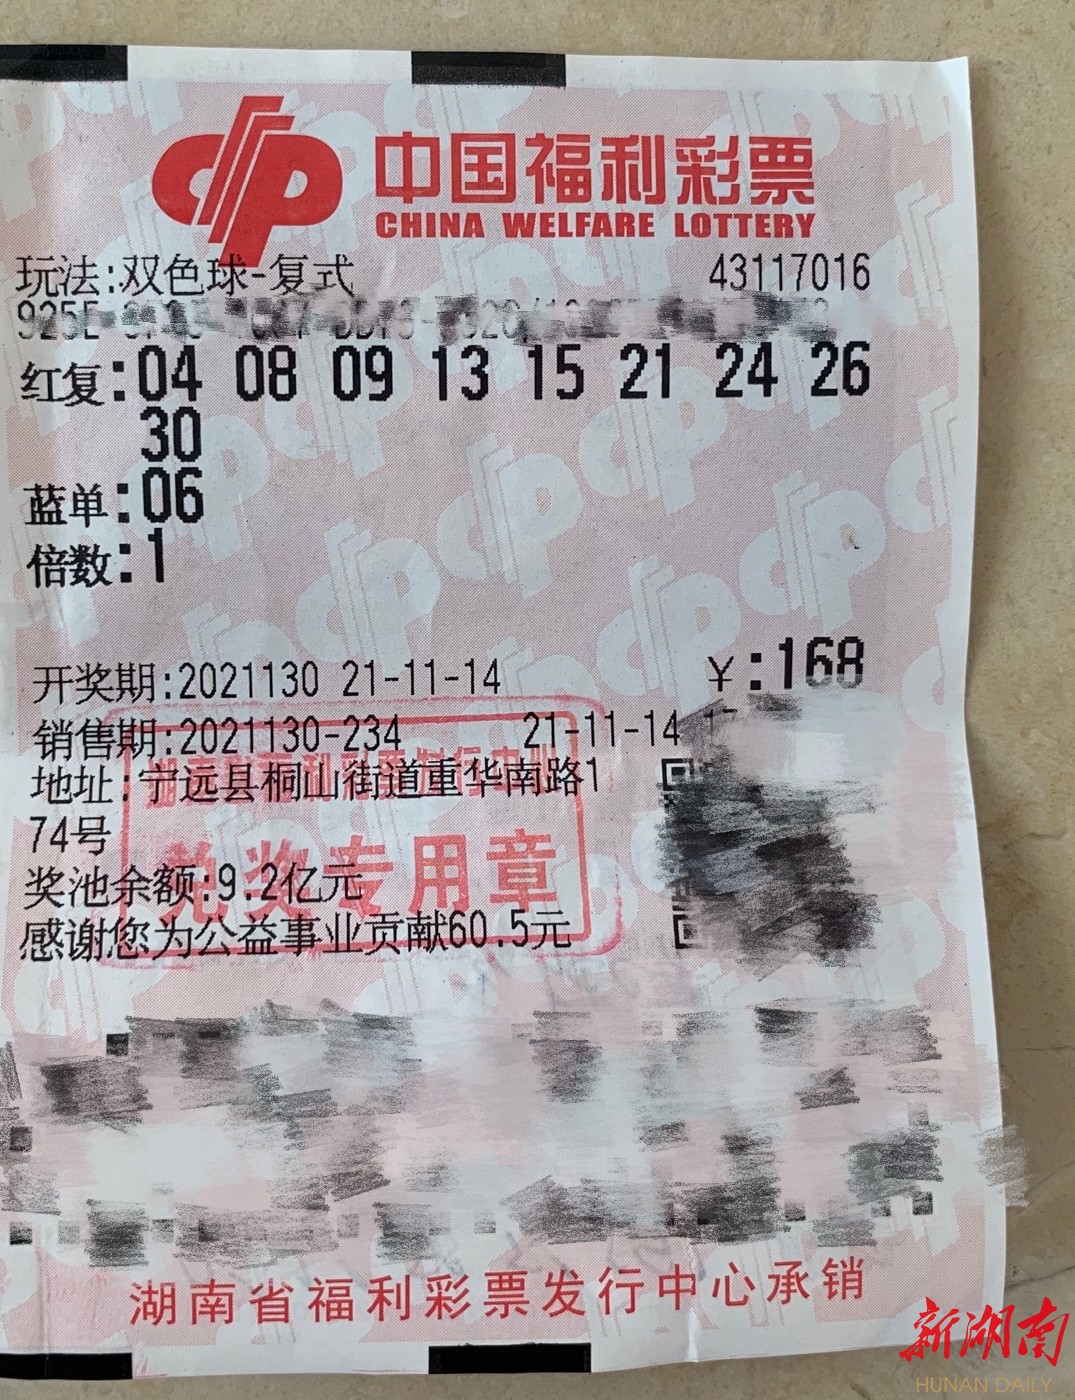 中国福利彩票
CHINA WELFARE LOTTERY
玩法:双色球-复式 43117016
红复:04 08 09 13 15 21 24 26
30
蓝单:06
倍数:1
开奖期:2021130 21-11-14 ¥:168
销售期:2021130-234 21-11-14
地址:宁远县桐山街道重华南路1
74号
兑奖专用章
奖池余额:9.2亿元
感谢您为公益事业贡献60.5元
湖南省福利彩票发行中心承销
新湖南
HUNAN DAILY